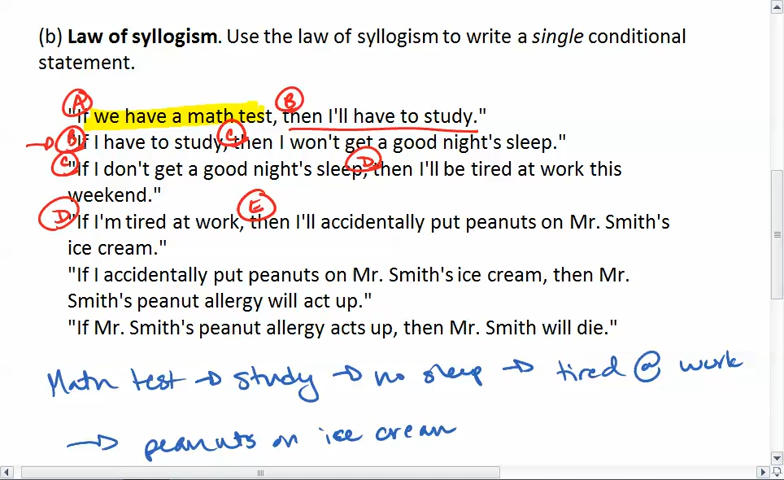 (b) Law of syllogism. Use the law of syllogism to write a single conditional
statement.
A B
"If we have a math test, then I'll have to study."
B C
"If I have to study, then I won't get a good night's sleep."
C D
"If I don't get a good night's sleep, then I'll be tired at work this
weekend."
D E
"If I'm tired at work, then I'll accidentally put peanuts on Mr. Smith's
ice cream."
"If I accidentally put peanuts on Mr. Smith's ice cream, then Mr.
Smith's peanut allergy will act up."
"If Mr. Smith's peanut allergy acts up, then Mr. Smith will die."
Math test → study → no sleep → tired @ work
→ peanuts on ice cream